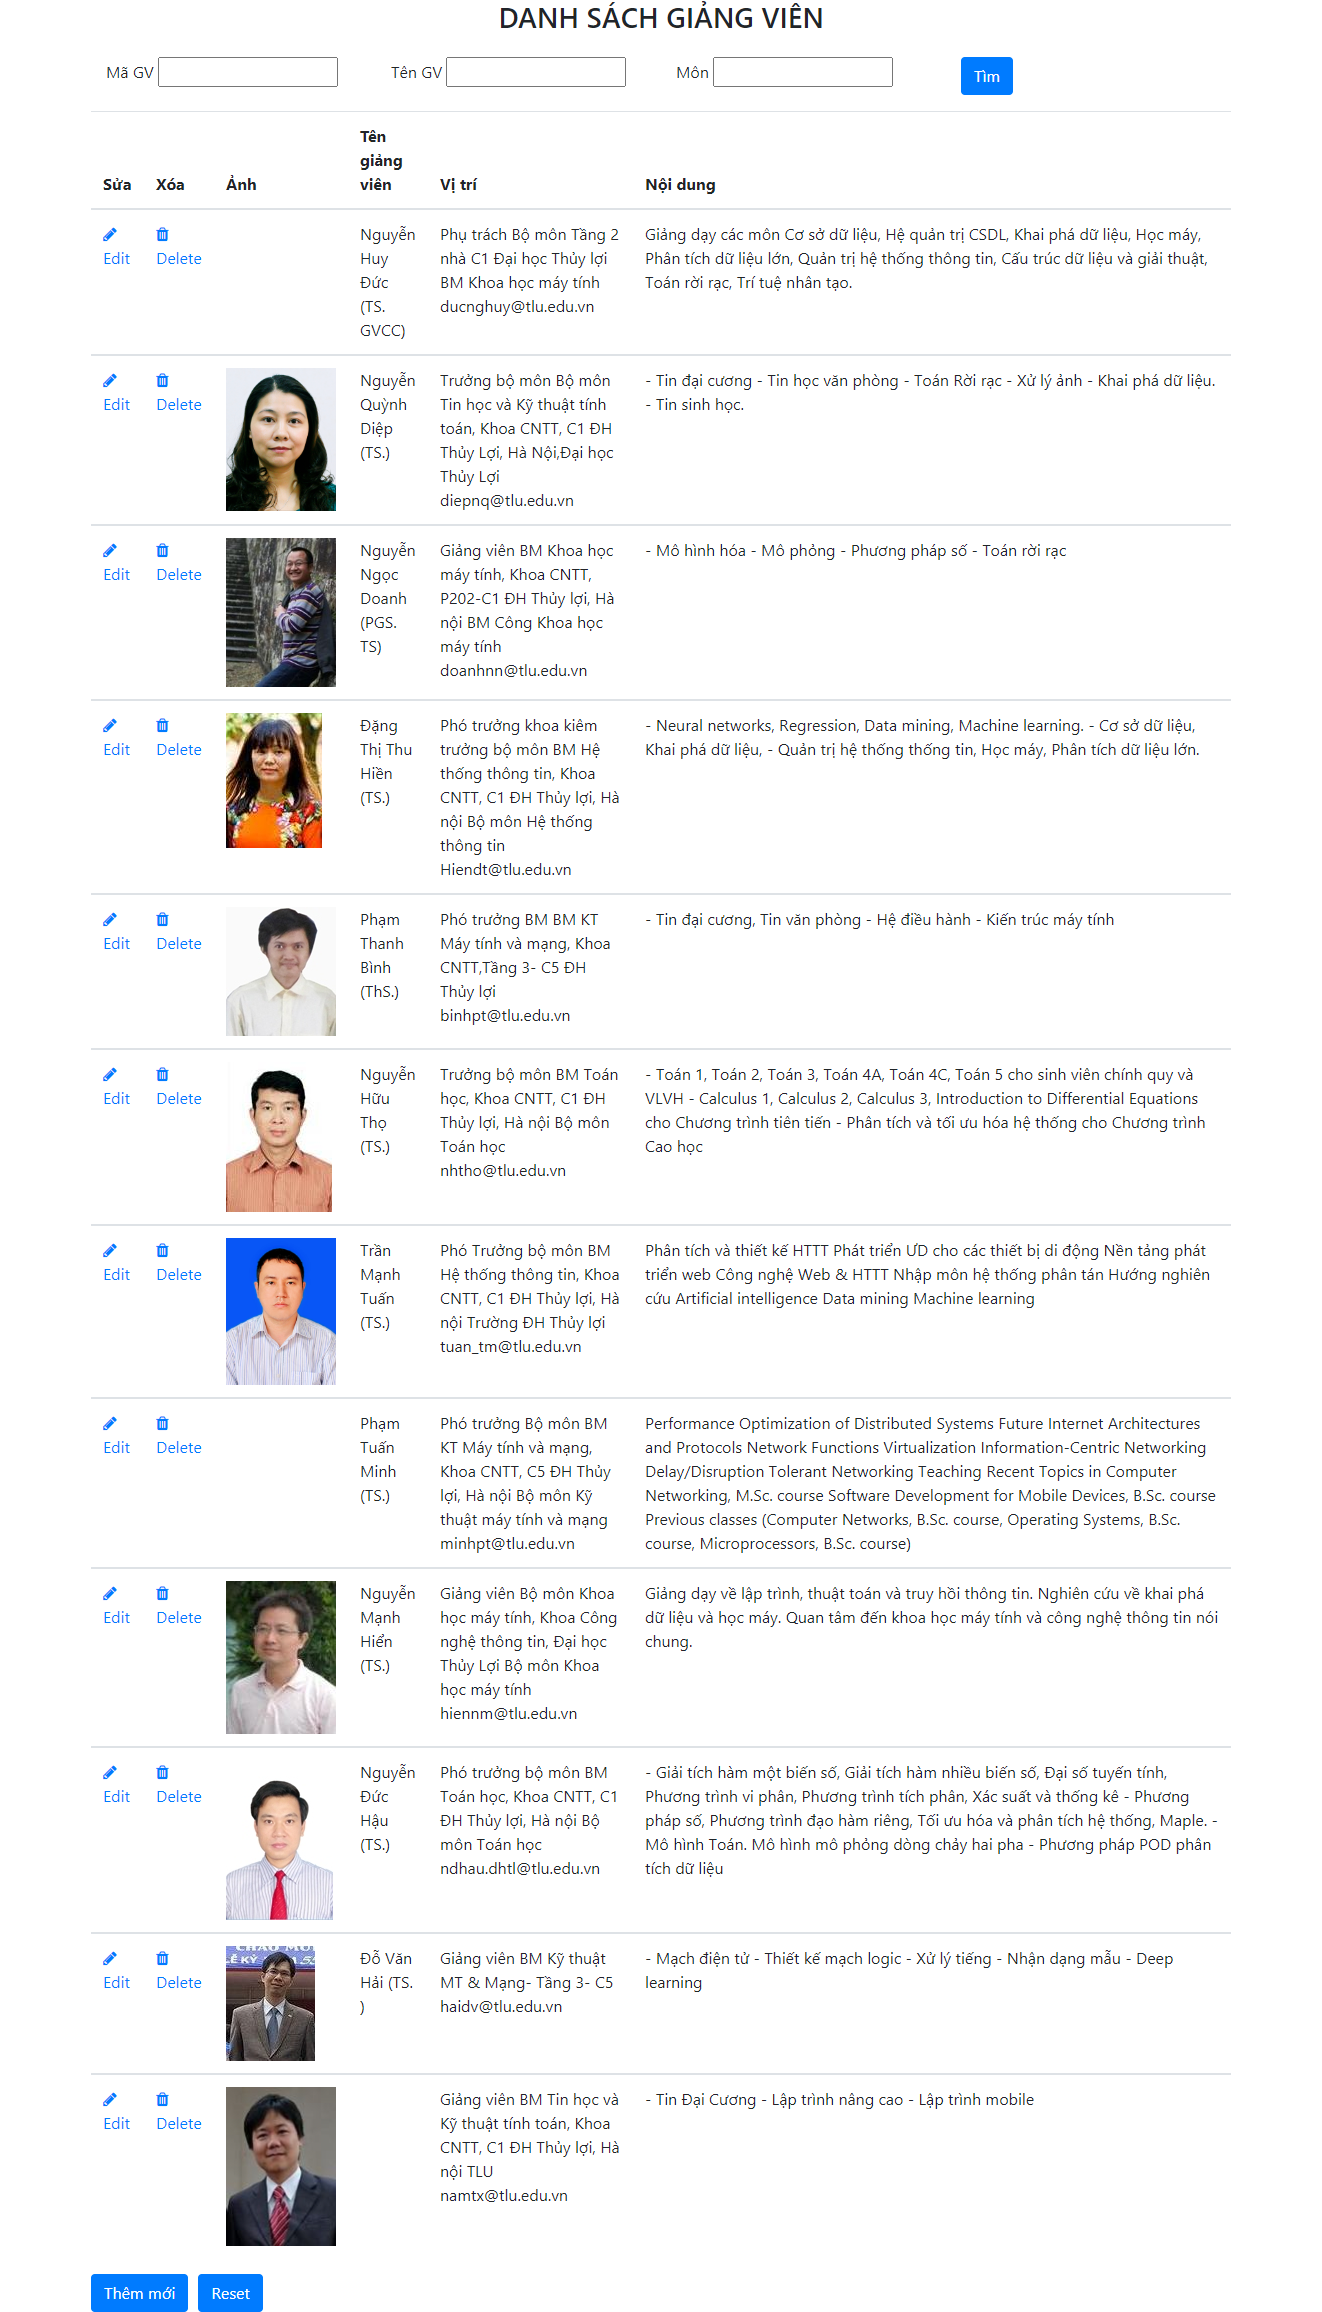 DANH SÁCH GIẢNG VIÊN
Mã GV Tên GV Môn Tìm
Sửa Xóa Ảnh Tên giảng viên Vị trí Nội dung
Edit Delete
Nguyễn
Huy
Đức
(TS.
GVCC)
Phụ trách Bộ môn Tầng 2
nhà C1 Đại học Thủy lợi
BM Khoa học máy tính
ducnghuy@tlu.edu.vn
Giảng dạy các môn Cơ sở dữ liệu, Hệ quản trị CSDL, Khai phá dữ liệu, Học máy,
Phân tích dữ liệu lớn, Quản trị hệ thống thông tin, Cấu trúc dữ liệu và giải thuật,
Toán rời rạc, Trí tuệ nhân tạo.
Edit Delete
Nguyễn
Quỳnh
Diệp
(TS.)
Trưởng bộ môn Bộ môn
Tin học và Kỹ thuật tính
toán, Khoa CNTT, C1 ĐH
Thủy Lợi, Hà Nội,Đại học
Thủy Lợi
diepnq@tlu.edu.vn
- Tin đại cương - Tin học văn phòng - Toán Rời rạc - Xử lý ảnh - Khai phá dữ liệu.
- Tin sinh học.
Edit Delete
Nguyễn
Ngọc
Doanh
(PGS.
TS)
Giảng viên BM Khoa học
máy tính, Khoa CNTT,
P202-C1 ĐH Thủy lợi, Hà
nội BM Công Khoa học
máy tính
doanhnn@tlu.edu.vn
- Mô hình hóa - Mô phỏng - Phương pháp số - Toán rời rạc
Edit Delete
Đặng
Thị Thu
Hiền
(TS.)
Phó trưởng khoa kiêm
trưởng bộ môn BM Hệ
thống thông tin, Khoa
CNTT, C1 ĐH Thủy lợi, Hà
nội Bộ môn Hệ thống
thông tin
Hiendt@tlu.edu.vn
- Neural networks, Regression, Data mining, Machine learning. - Cơ sở dữ liệu,
Khai phá dữ liệu, - Quản trị hệ thống thống tin, Học máy, Phân tích dữ liệu lớn.
Edit Delete
Phạm
Thanh
Bình
(ThS.)
Phó trưởng BM BM KT
Máy tính và mạng, Khoa
CNTT,Tầng 3- C5 ĐH
Thủy lợi
binhpt@tlu.edu.vn
- Tin đại cương, Tin văn phòng - Hệ điều hành - Kiến trúc máy tính
Edit Delete
Nguyễn
Hữu
Thọ
(TS.)
Trưởng bộ môn BM Toán
học, Khoa CNTT, C1 ĐH
Thủy lợi, Hà nội Bộ môn
Toán học
nhtho@tlu.edu.vn
- Toán 1, Toán 2, Toán 3, Toán 4A, Toán 4C, Toán 5 cho sinh viên chính quy và
VLVH - Calculus 1, Calculus 2, Calculus 3, Introduction to Differential Equations
cho Chương trình tiên tiến - Phân tích và tối ưu hóa hệ thống cho Chương trình
Cao học
Edit Delete
Trần
Mạnh
Tuấn
(TS.)
Phó Trưởng bộ môn BM
Hệ thống thông tin, Khoa
CNTT, C1 ĐH Thủy lợi, Hà
nội Trường ĐH Thủy lợi
tuan_tm@tlu.edu.vn
Phân tích và thiết kế HTTT Phát triển ƯD cho các thiết bị di động Nền tảng phát
triển web Công nghệ Web & HTTT Nhập môn hệ thống phân tán Hướng nghiên
cứu Artificial intelligence Data mining Machine learning
Edit Delete
Phạm
Tuấn
Minh
(TS.)
Phó trưởng Bộ môn BM
KT Máy tính và mạng,
Khoa CNTT, C5 ĐH Thủy
lợi, Hà nội Bộ môn Kỹ
thuật máy tính và mạng
minhpt@tlu.edu.vn
Performance Optimization of Distributed Systems Future Internet Architectures
and Protocols Network Functions Virtualization Information-Centric Networking
Delay/Disruption Tolerant Networking Teaching Recent Topics in Computer
Networking, M.Sc. course Software Development for Mobile Devices, B.Sc. course
Previous classes (Computer Networks, B.Sc. course, Operating Systems, B.Sc.
course, Microprocessors, B.Sc. course)
Edit Delete
Nguyễn
Mạnh
Hiển
(TS.)
Giảng viên Bộ môn Khoa
học máy tính, Khoa Công
nghệ thông tin, Đại học
Thủy Lợi Bộ môn Khoa
học máy tính
hiennm@tlu.edu.vn
Giảng dạy về lập trình, thuật toán và truy hồi thông tin. Nghiên cứu về khai phá
dữ liệu và học máy. Quan tâm đến khoa học máy tính và công nghệ thông tin nói
chung.
Edit Delete
Nguyễn
Đức
Hậu
(TS.)
Phó trưởng bộ môn BM
Toán học, Khoa CNTT, C1
ĐH Thủy lợi, Hà nội Bộ
môn Toán học
ndhau.dhtl@tlu.edu.vn
- Giải tích hàm một biến số, Giải tích hàm nhiều biến số, Đại số tuyến tính,
Phương trình vi phân, Phương trình tích phân, Xác suất và thống kê - Phương
pháp số, Phương trình đạo hàm riêng, Tối ưu hóa và phân tích hệ thống, Maple. -
Mô hình Toán. Mô hình mô phỏng dòng chảy hai pha - Phương pháp POD phân
tích dữ liệu
Edit Delete
Đỗ Văn
Hải (TS.
)
Giảng viên BM Kỹ thuật
MT & Mạng- Tầng 3- C5
haidv@tlu.edu.vn
- Mạch điện tử - Thiết kế mạch logic - Xử lý tiếng - Nhận dạng mẫu - Deep
learning
Edit Delete
Giảng viên BM Tin học và
Kỹ thuật tính toán, Khoa
CNTT, C1 ĐH Thủy lợi, Hà
nội TLU
namtx@tlu.edu.vn
- Tin Đại Cương - Lập trình nâng cao - Lập trình mobile
Thêm mới Reset